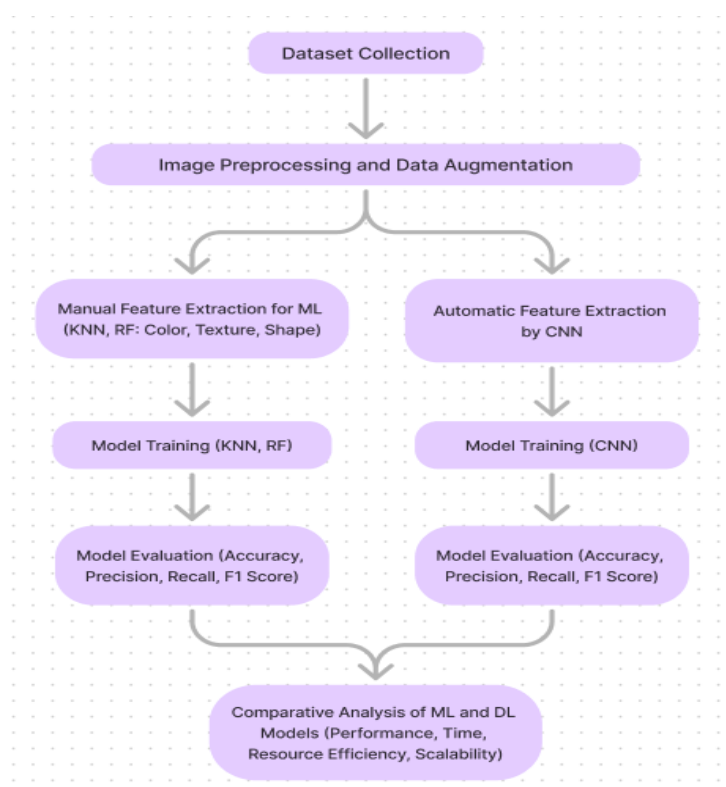 Dataset Collection
Image Preprocessing and Data Augmentation
Manual Feature Extraction for ML
(KNN, RF: Color, Texture, Shape)
Automatic Feature Extraction
by CNN
Model Training (KNN, RF)
Model Training (CNN)
Model Evaluation (Accuracy,
Precision, Recall, F1 Score)
Model Evaluation (Accuracy,
Precision, Recall, F1 Score)
Comparative Analysis of ML and DL
Models (Performance, Time,
Resource Efficiency, Scalability)